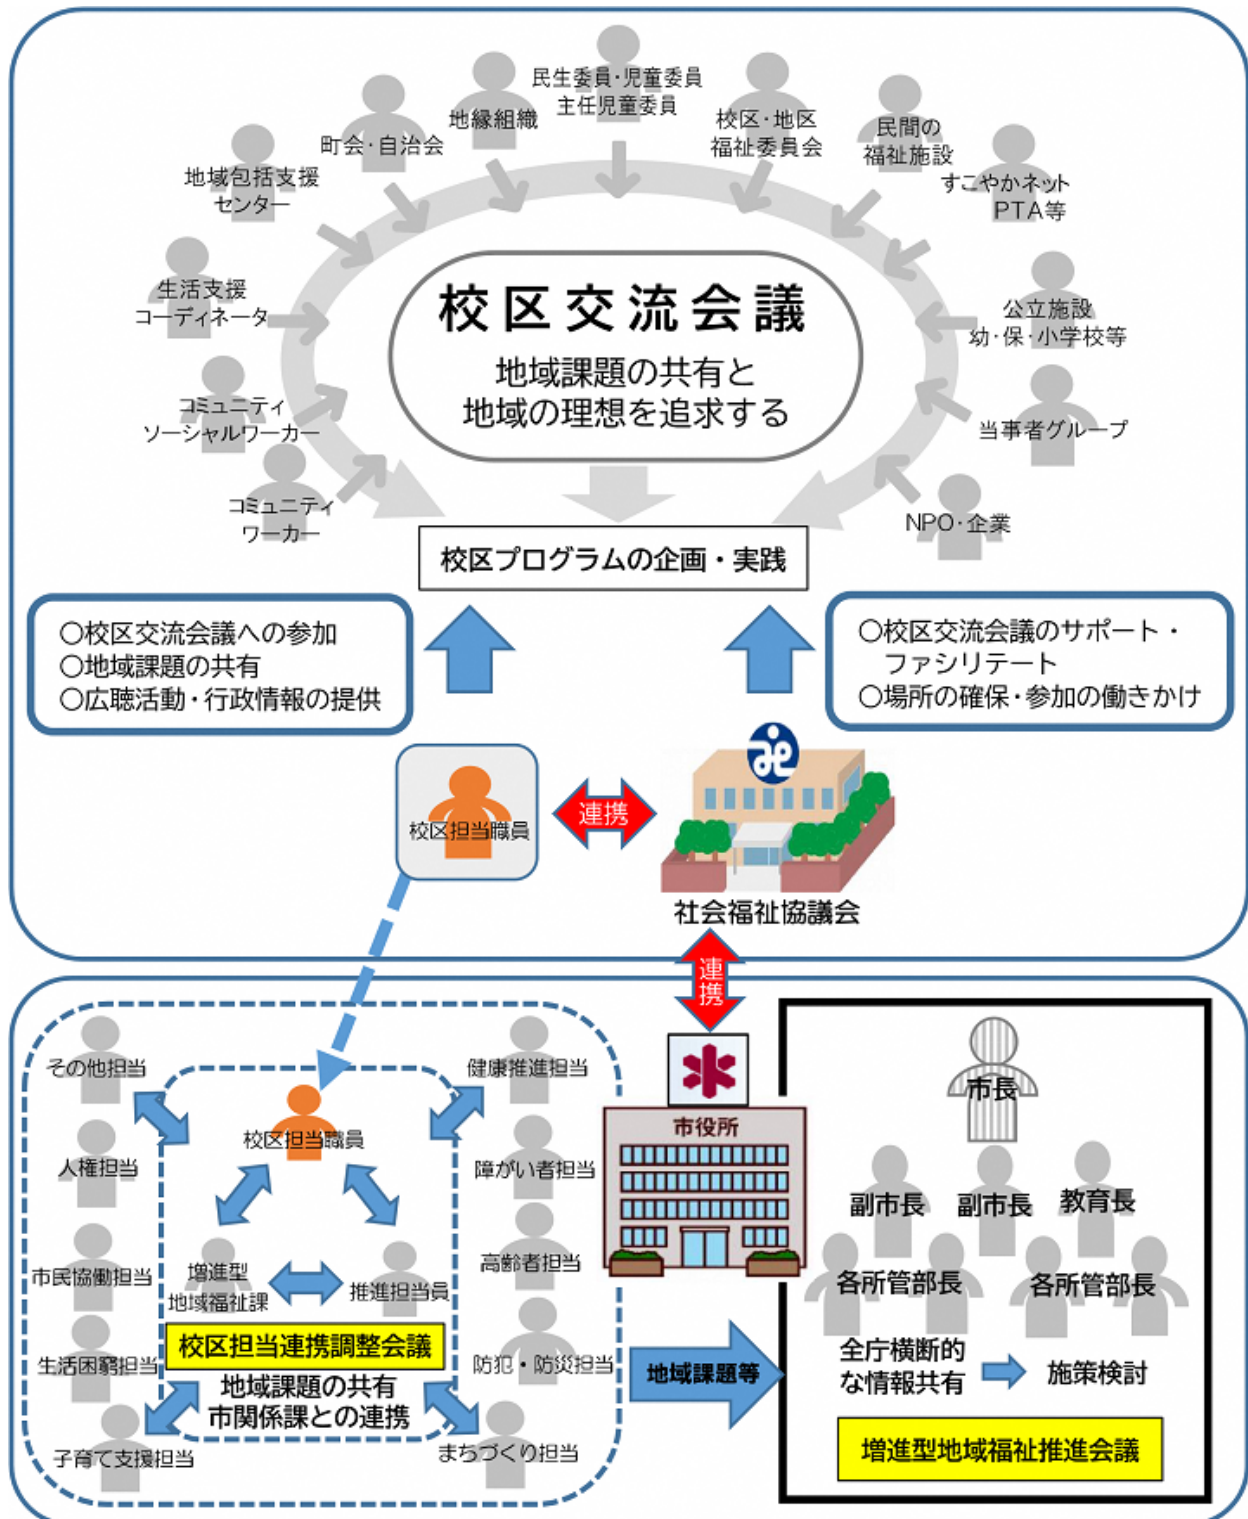 民生委員・児童委員
主任児童委員
地縁組織
校区・地区
福祉委員会
町会・自治会
民間の
福祉施設
地域包括支援
センター
すこやかネット
PTA等
生活支援
コーディネータ
公立施設
幼・保・小学校等
コミュニティ
ソーシャルワーカー
当事者グループ
コミュニティ
ワーカー
NPO・企業
校区交流会議
地域課題の共有と
地域の理想を追求する
校区プログラムの企画・実践
〇校区交流会議への参加
〇地域課題の共有
〇広聴活動・行政情報の提供
〇校区交流会議のサポート・
ファシリテート
〇場所の確保・参加の働きかけ
校区担当職員
連携
社会福祉協議会
連
携
その他担当
健康推進担当
校区担当職員
人権担当
障がい者担当
市民協働担当
高齢者担当
増進型
地域福祉課
推進担当員
生活困窮担当
防犯・防災担当
校区担当連携調整会議
地域課題の共有
市関係課との連携
子育て支援担当
まちづくり担当
市役所
地域課題等
市長
副市長
副市長
教育長
各所管部長
各所管部長
全庁横断的
な情報共有
施策検討
増進型地域福祉推進会議